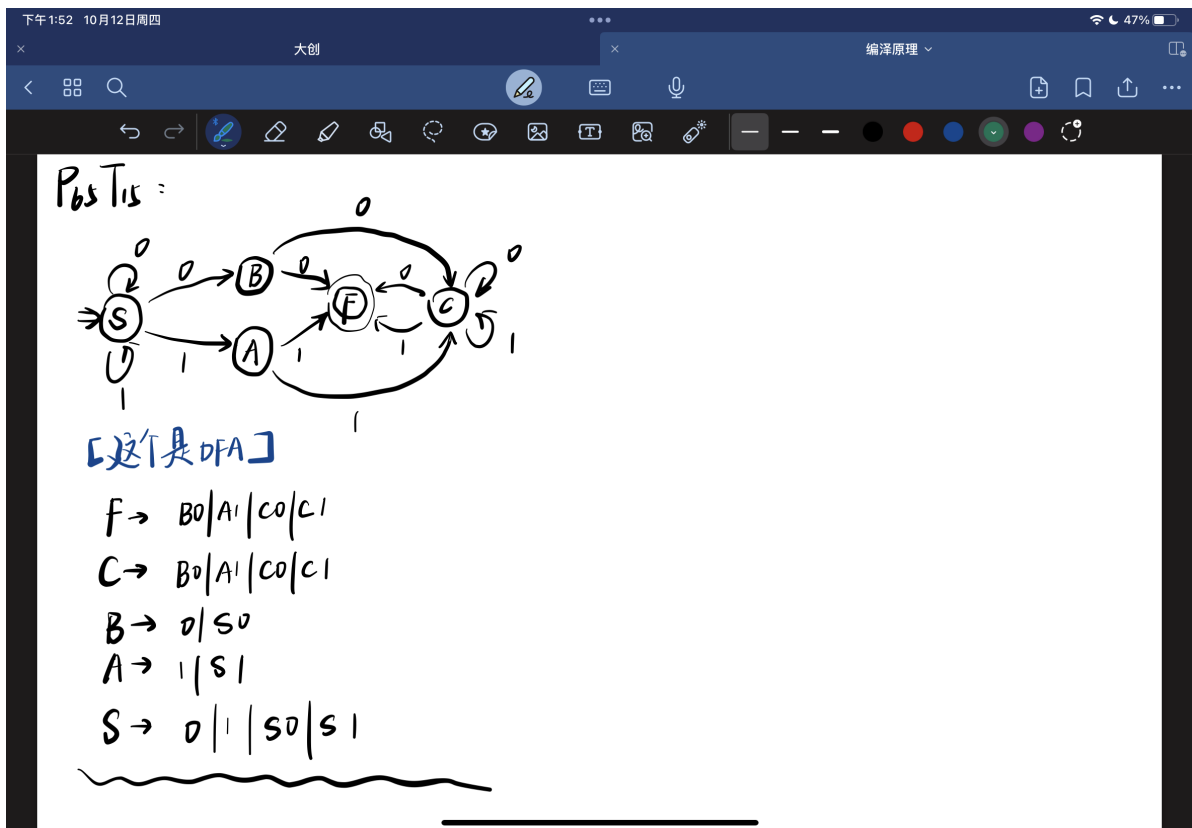 下午1:52 10月12日周四
47%
大创
编泽原理
P65 T15:
0
0
0
B
0
0
0
S
F
C
A
1
1
1
1
1
1
[这个是DFA]
F→ B0|A1|C0|C1
C→ B0|A1|C0|C1
B→ 0|S0
A→ 1|S1
S→ 0|1|S0|S1